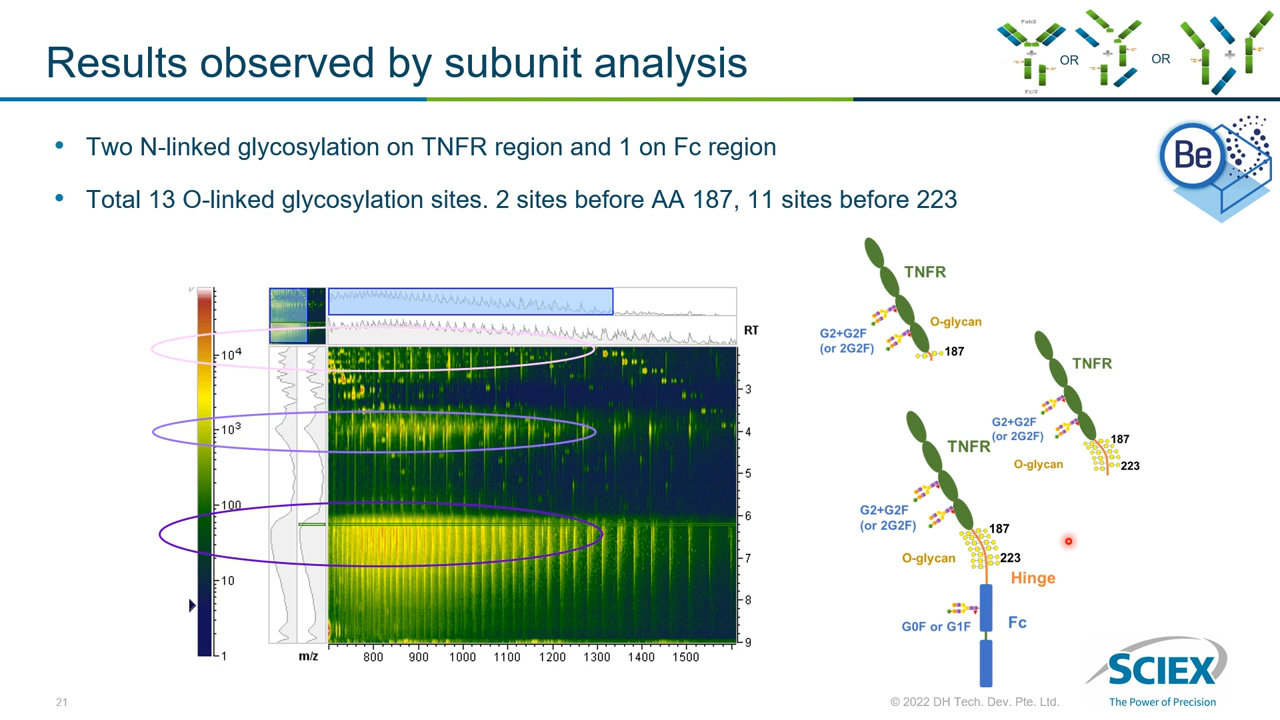 Results observed by subunit analysis
Fab/2
OR
OR
Fc/2
Be
• Two N-linked glycosylation on TNFR region and 1 on Fc region
• Total 13 O-linked glycosylation sites. 2 sites before AA 187, 11 sites before 223
10⁴
10³
100
10
1
RT
3
4
5
6
7
8
9
m/z
800
900
1000
1100
1200
1300
1400
1500
TNFR
O-glycan
G2+G2F
(or 2G2F)
187
TNFR
G2+G2F
(or 2G2F)
187
O-glycan
223
TNFR
G2+G2F
(or 2G2F)
187
O-glycan
223
Hinge
G0F or G1F
Fc
SCIEX
The Power of Precision
21
© 2022 DH Tech. Dev. Pte. Ltd.